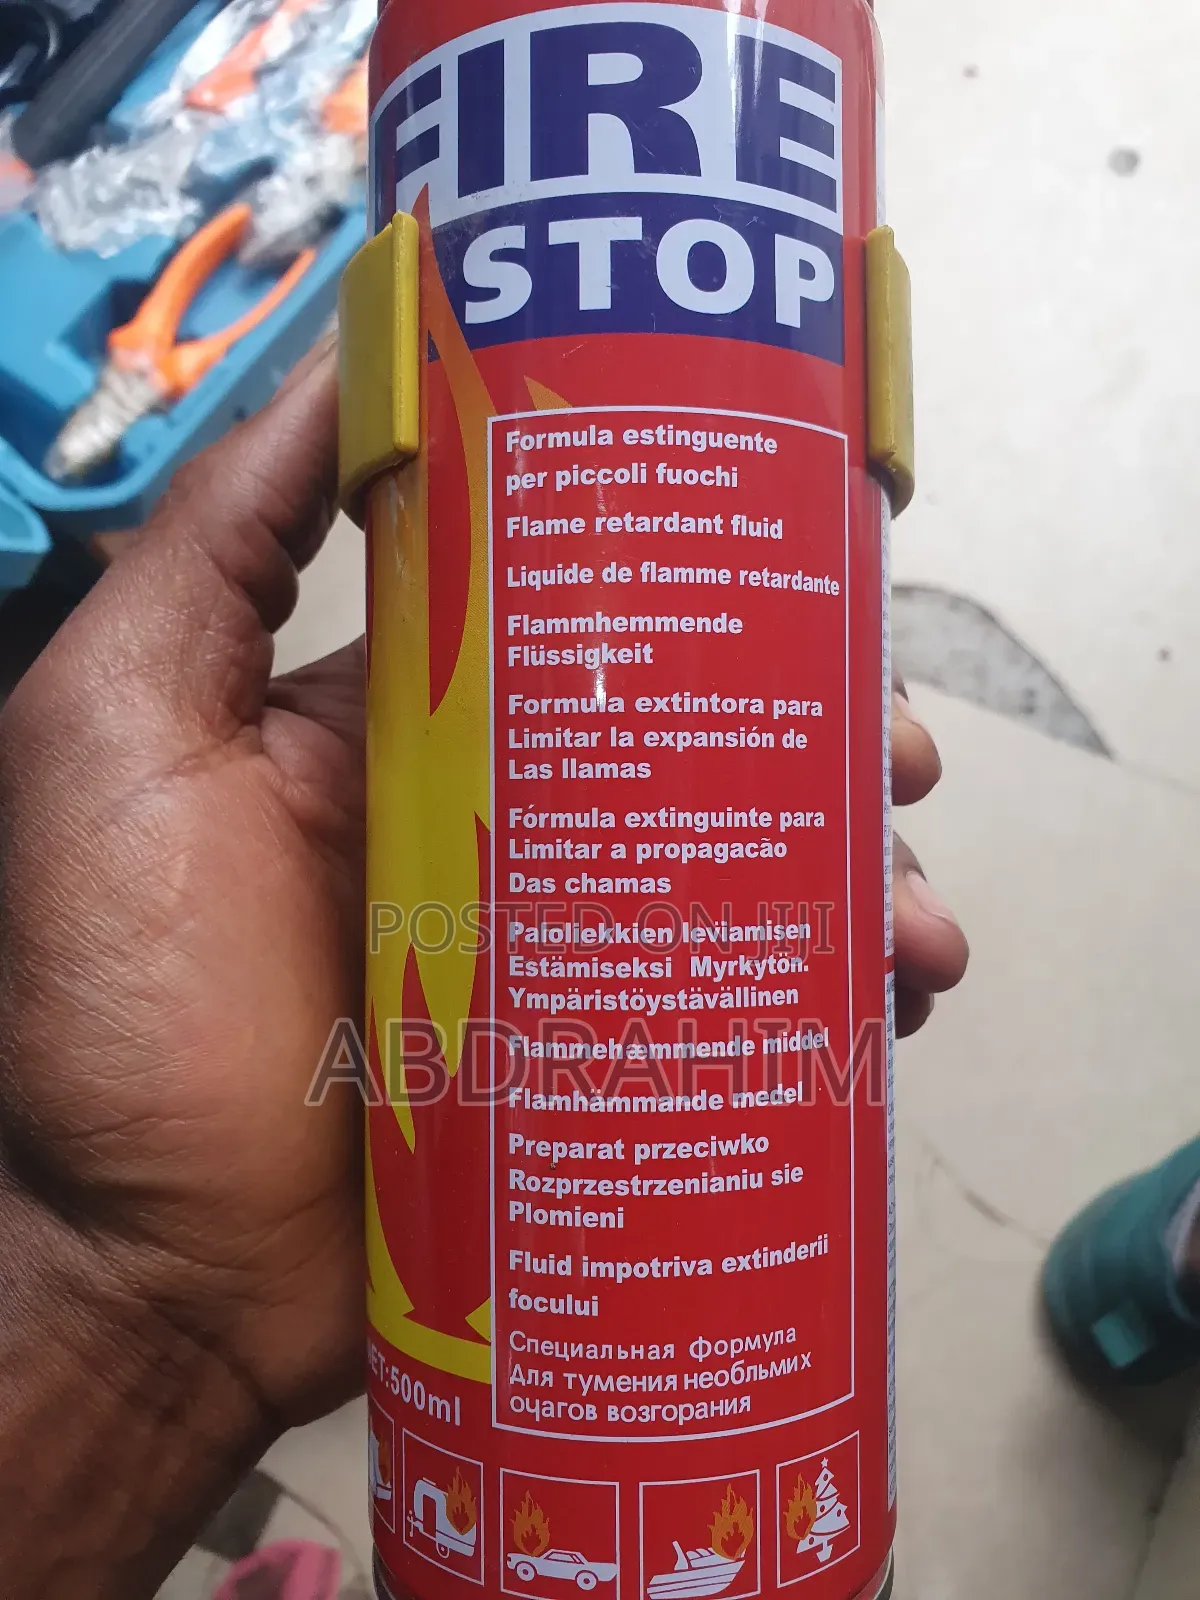 FIRE
STOP
Formula estinguente
per piccoli fuochi
Flame retardant fluid
Liquide de flamme retardante
Flammhemmende
Flüssigkeit
Formula extintora para
Limitar la expansión de
Las llamas
Fórmula extinguinte para
Limitar a propagacão
Das chamas
POSTED ON JIJI
Paloliekkien leviamisen
Estämiseksi Myrkytön.
Ympäristöystävällinen
ABDRAHIM
Flammehæmmende middel
Flamhämmande medel
Preparat przeciwko
Rozprzestrzenianiu sie
Plomieni
Fluid impotriva extinderii
focului
Специальная формула
Для тумения необльмих
очагов возгорания
ET:500ml